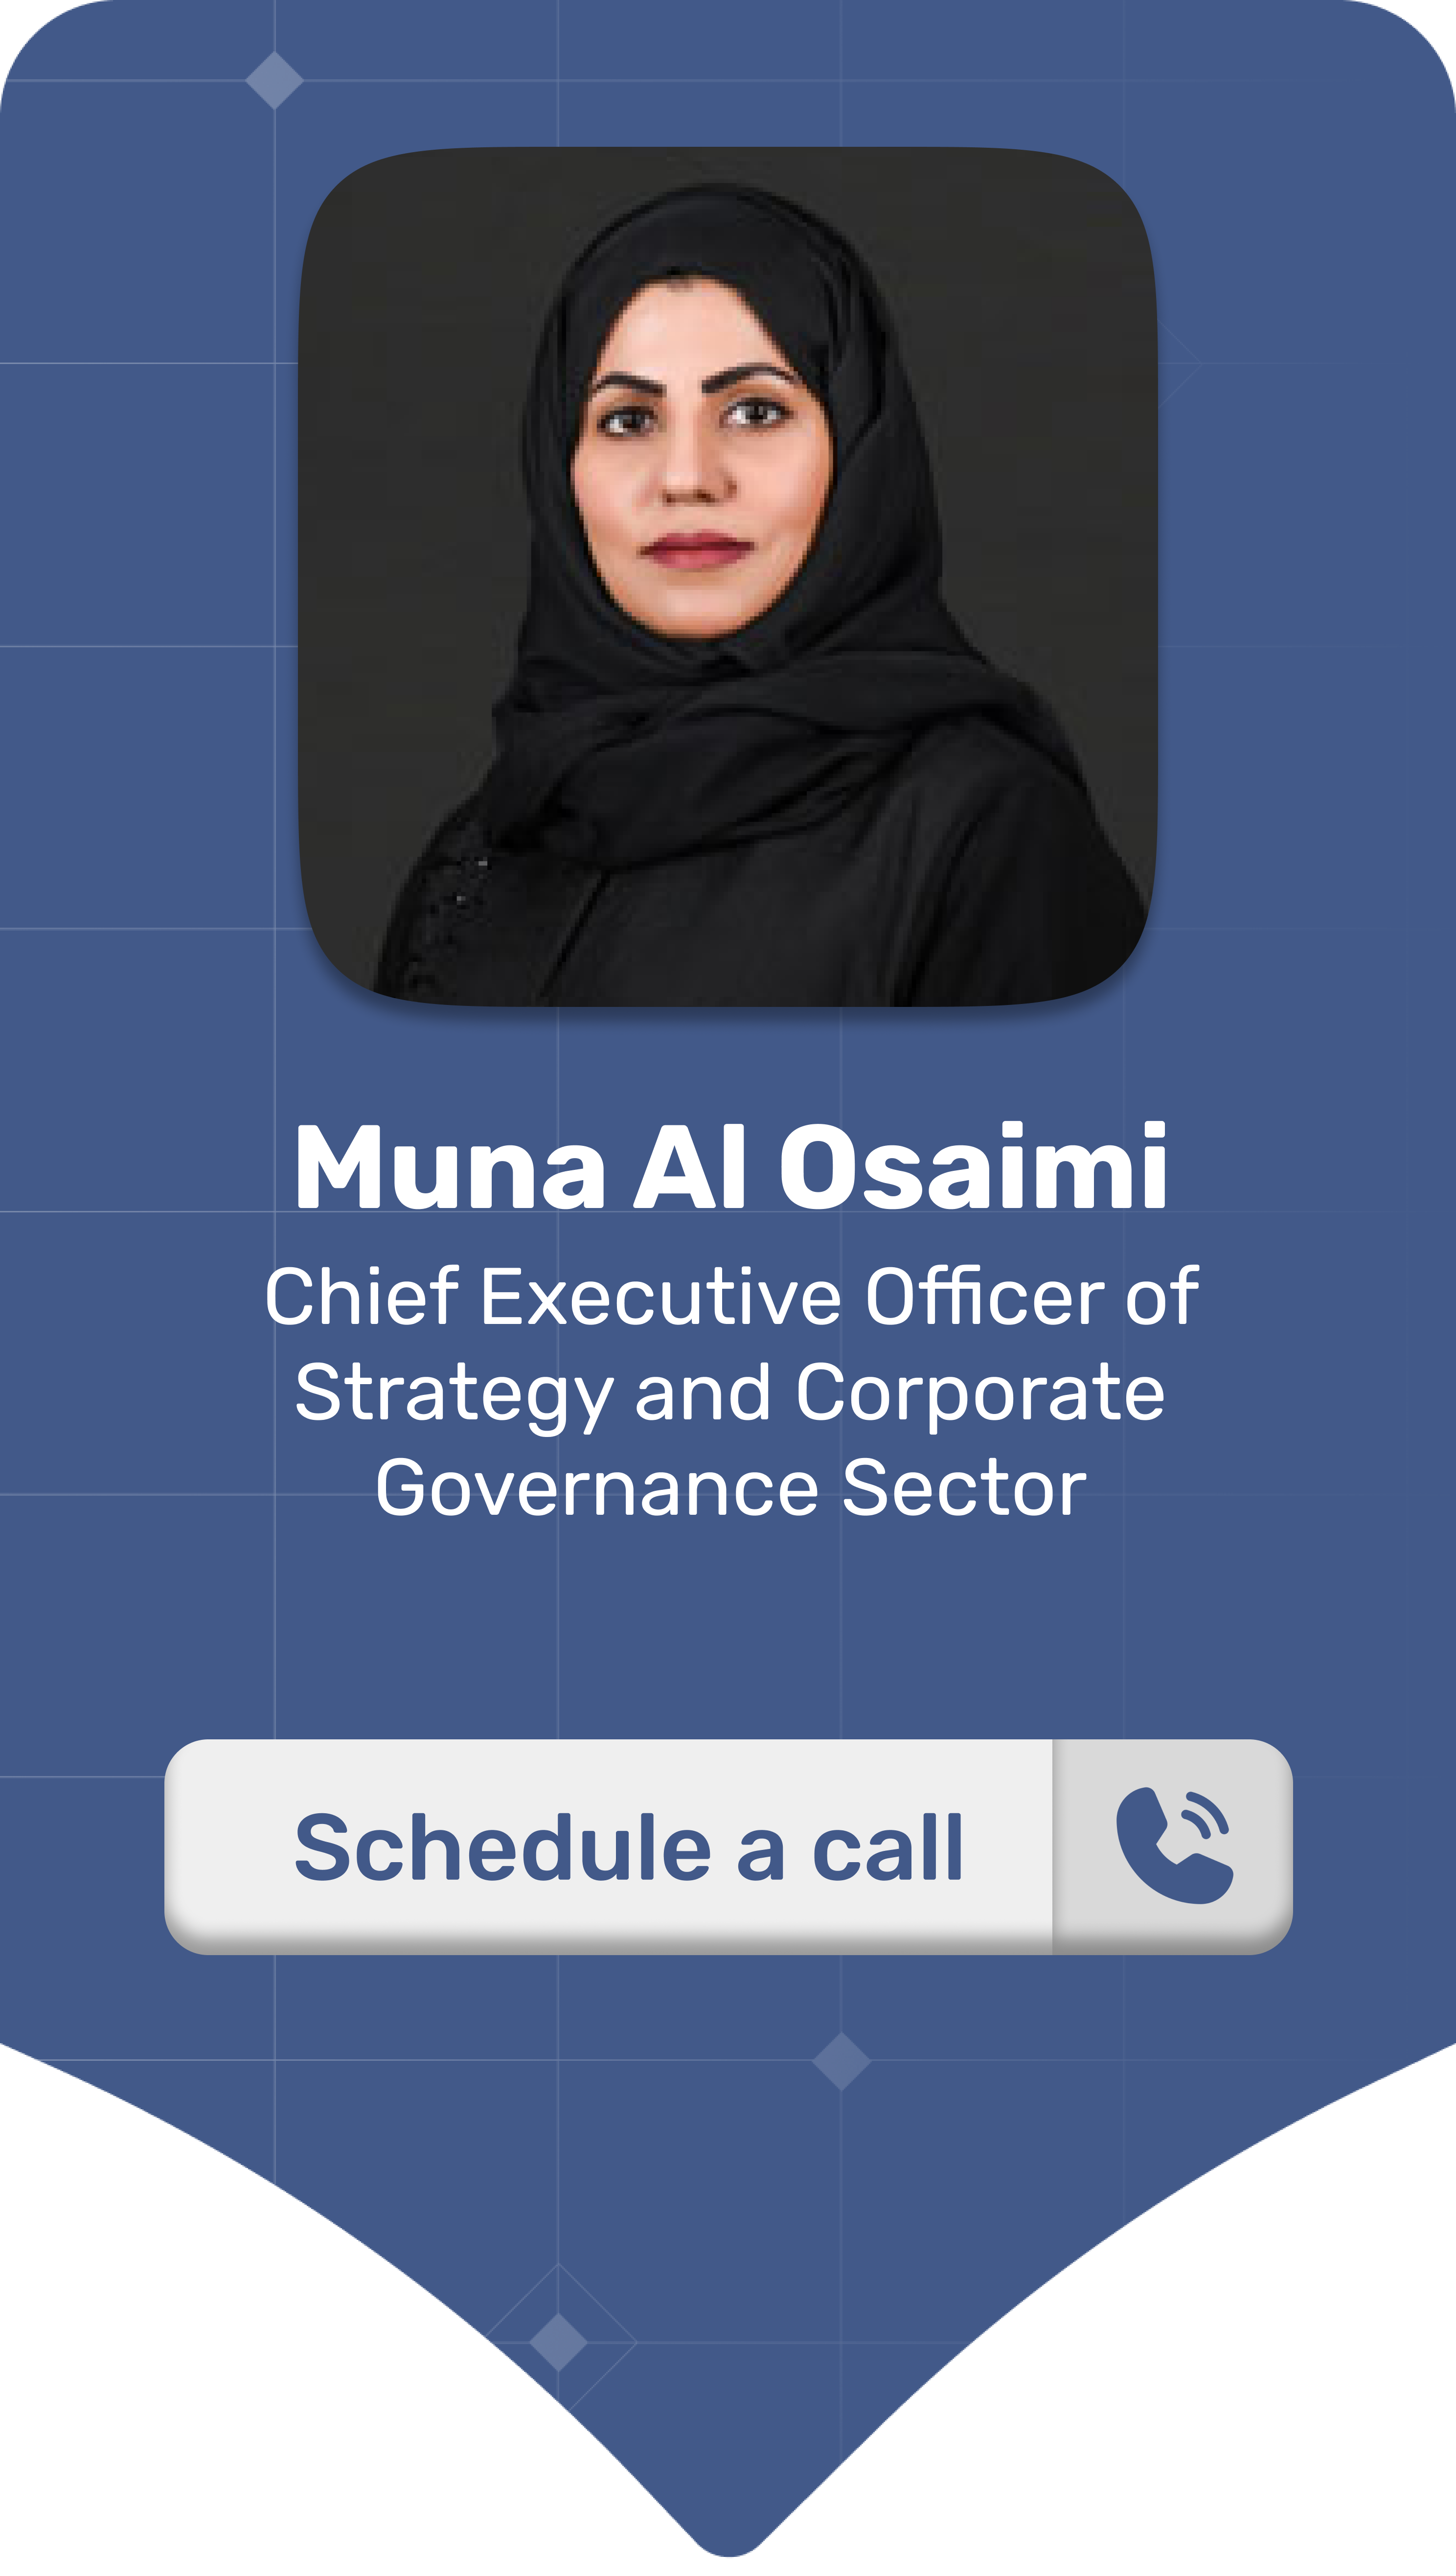 Muna Al Osaimi
Chief Executive Officer of
Strategy and Corporate
Governance Sector
Schedule a call